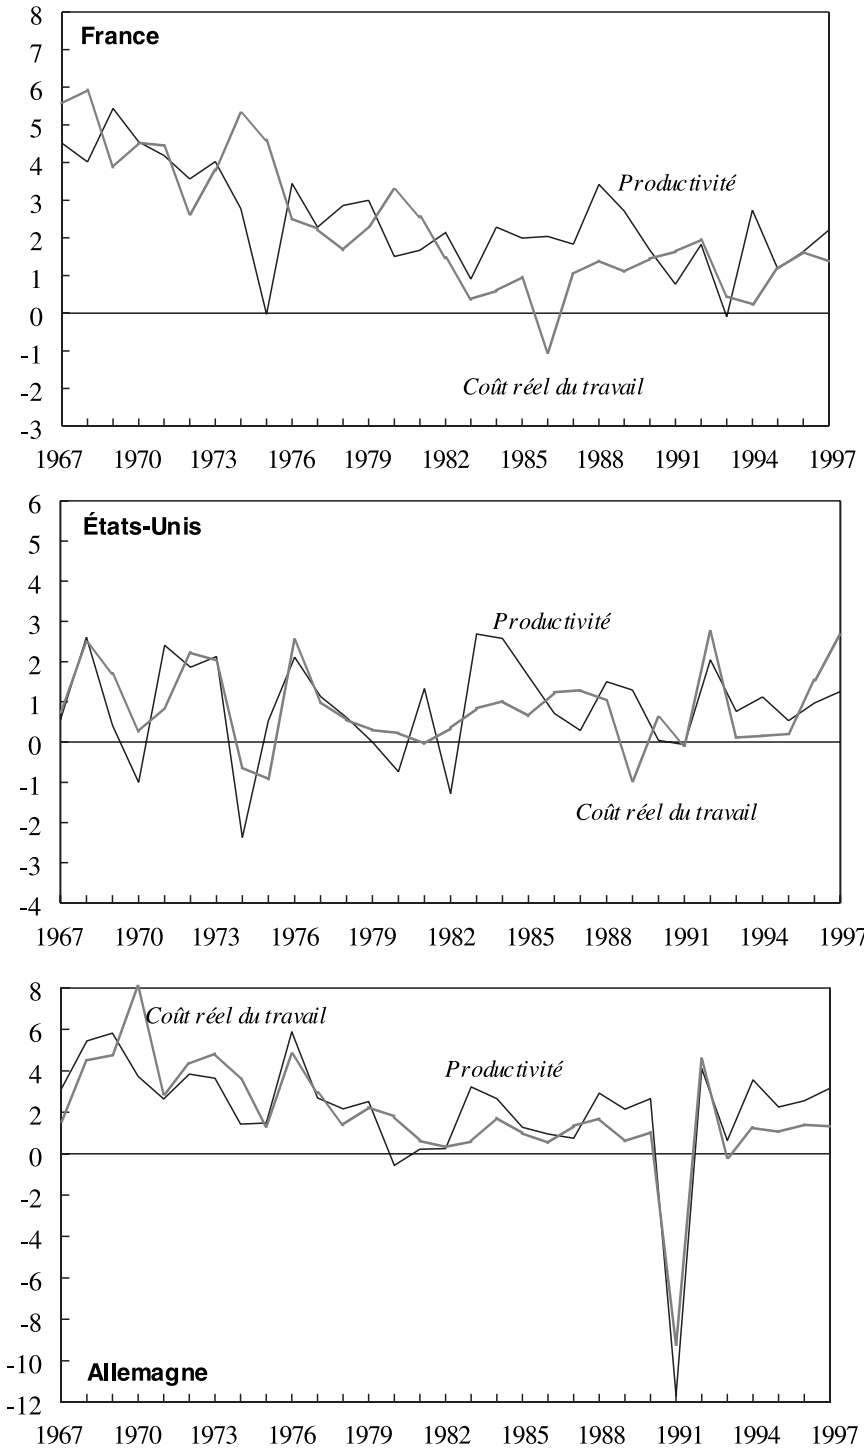 8
France
7
6
5
4
Productivité
3
2
1
0
-1
Coût réel du travail
-2
-3
1967 1970 1973 1976 1979 1982 1985 1988 1991 1994 1997
6
États-Unis
5
4
3
Productivité
2
1
0
-1
Coût réel du travail
-2
-3
-4
1967 1970 1973 1976 1979 1982 1985 1988 1991 1994 1997
8
Coût réel du travail
6
Productivité
4
2
0
-2
-4
-6
-8
-10
Allemagne
-12
1967 1970 1973 1976 1979 1982 1985 1988 1991 1994 1997